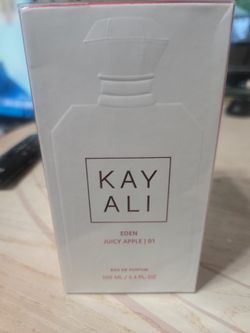 KAY
ALI
EDEN
JUICY APPLE | 01
EAU DE PARFUM
100 ML / 3.4 FL. OZ